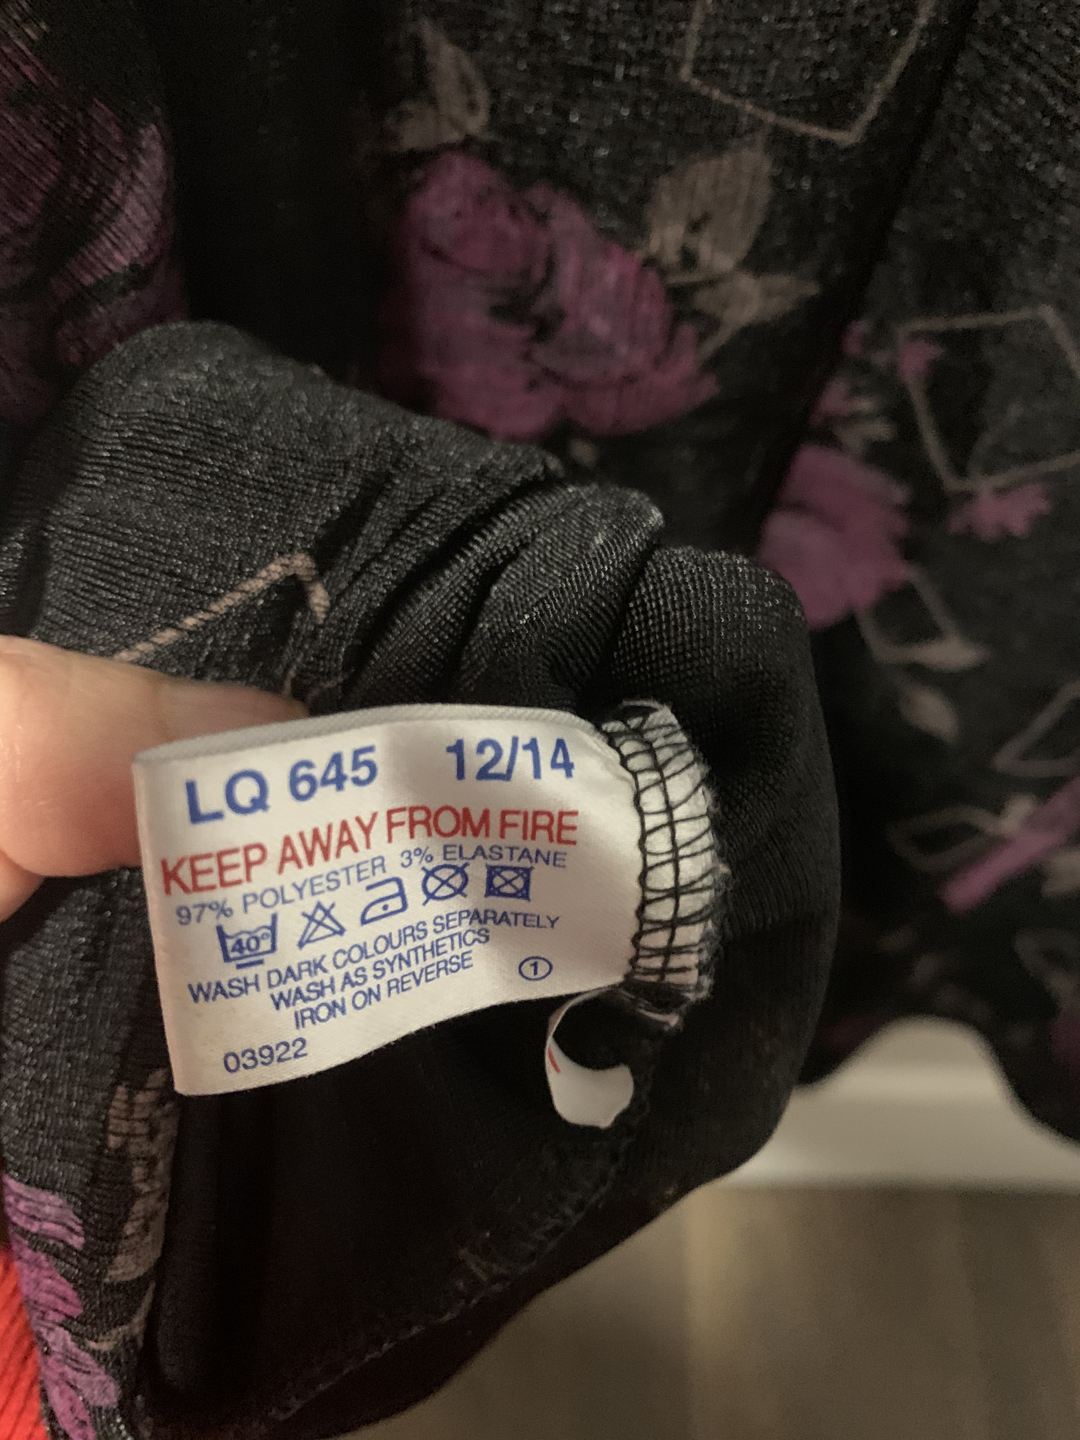 LQ 645 12/14
KEEP AWAY FROM FIRE
97% POLYESTER 3% ELASTANE
40°
WASH DARK COLOURS SEPARATELY
WASH AS SYNTHETICS
IRON ON REVERSE
1
03922